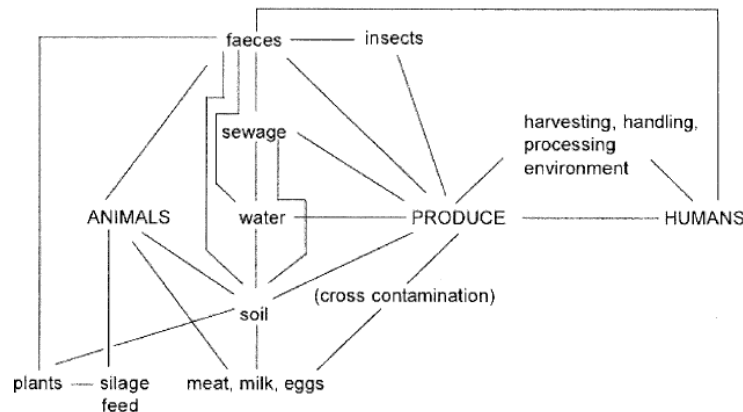 faeces
insects
sewage
harvesting, handling,
processing
environment
ANIMALS
water
PRODUCE
HUMANS
(cross contamination)
soil
plants
silage
feed
meat, milk, eggs